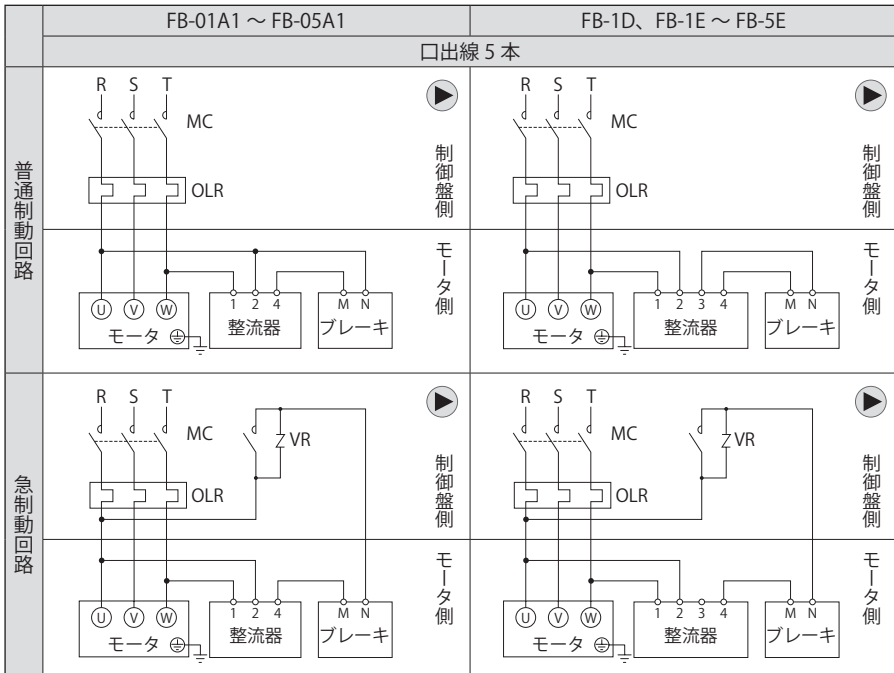 FB-01A1 ～ FB-05A1
FB-1D、FB-1E ～ FB-5E
口出線 5 本
普通制動回路
R S T
MC
OLR
制御盤側
モータ側
U V W
モータ
1 2 4
整流器
M N
ブレーキ
R S T
MC
OLR
制御盤側
モータ側
U V W
モータ
1 2 3 4
整流器
M N
ブレーキ
急制動回路
R S T
MC
VR
OLR
制御盤側
モータ側
U V W
モータ
1 2 4
整流器
M N
ブレーキ
R S T
MC
VR
OLR
制御盤側
モータ側
U V W
モータ
1 2 3 4
整流器
M N
ブレーキ